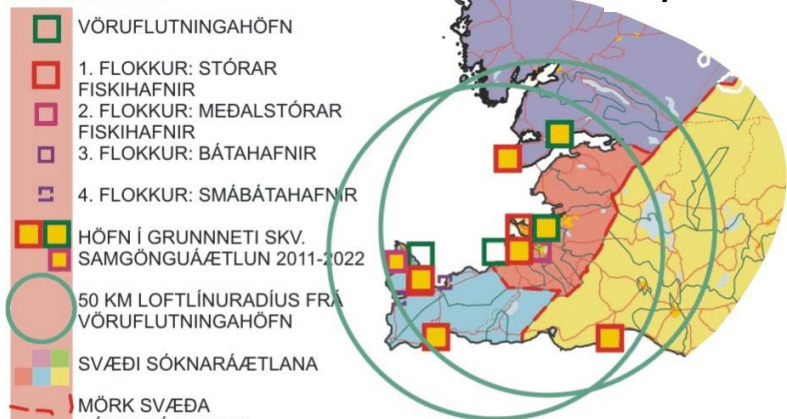 VÖRUFLUTNINGAHÖFN
1. FLOKKUR: STÓRAR
FISKIHAFNIR
2. FLOKKUR: MEÐALSTÓRAR
FISKIHAFNIR
3. FLOKKUR: BÁTAHAFNIR
4. FLOKKUR: SMÁBÁTAHAFNIR
HÖFN Í GRUNNNETI SKV.
SAMGÖNGUÁÆTLUN 2011-2022
50 KM LOFTLÍNURADÍUS FRÁ
VÖRUFLUTNINGAHÖFN
SVÆÐI SÓKNARÁÆTLANA
MÖRK SVÆÐA